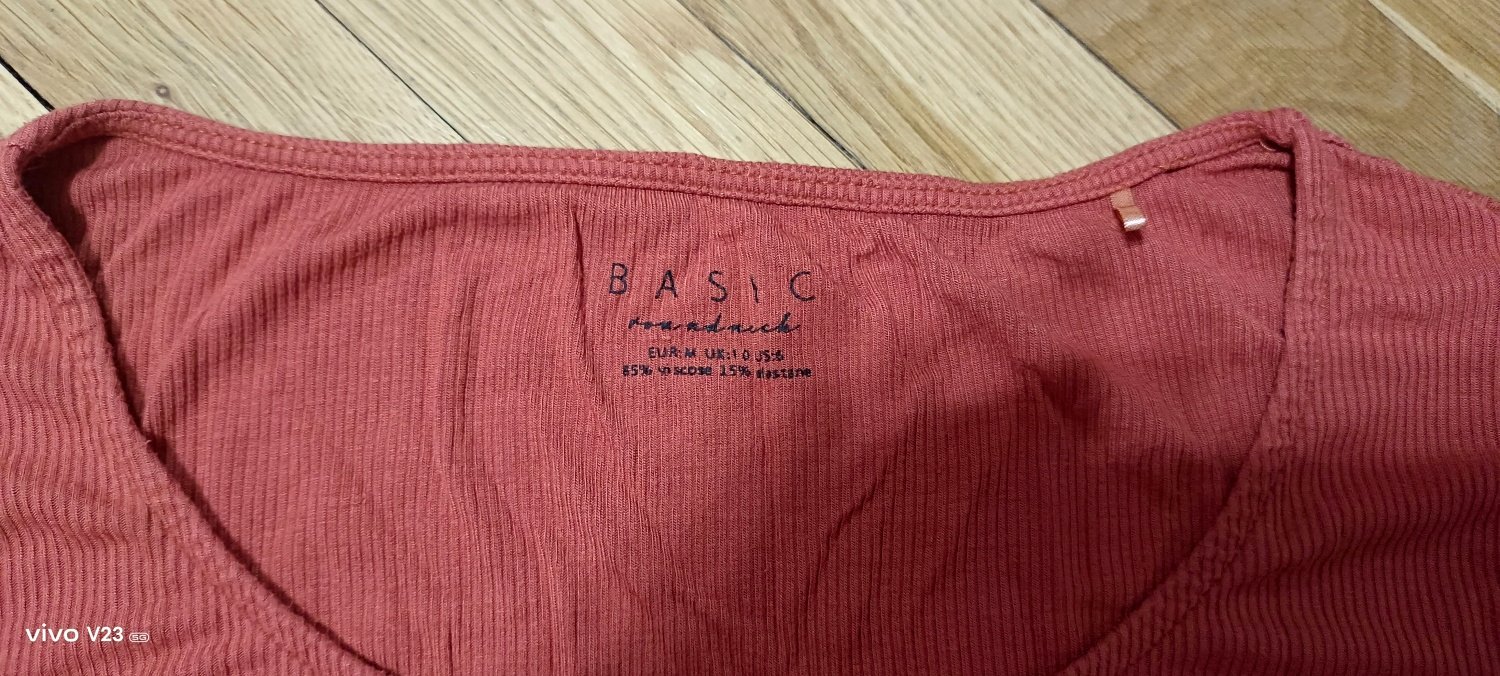 BASIC
roundneck
EUR:M UK:10 US:6
85% viscose 15% elastane
vivo V23 5G